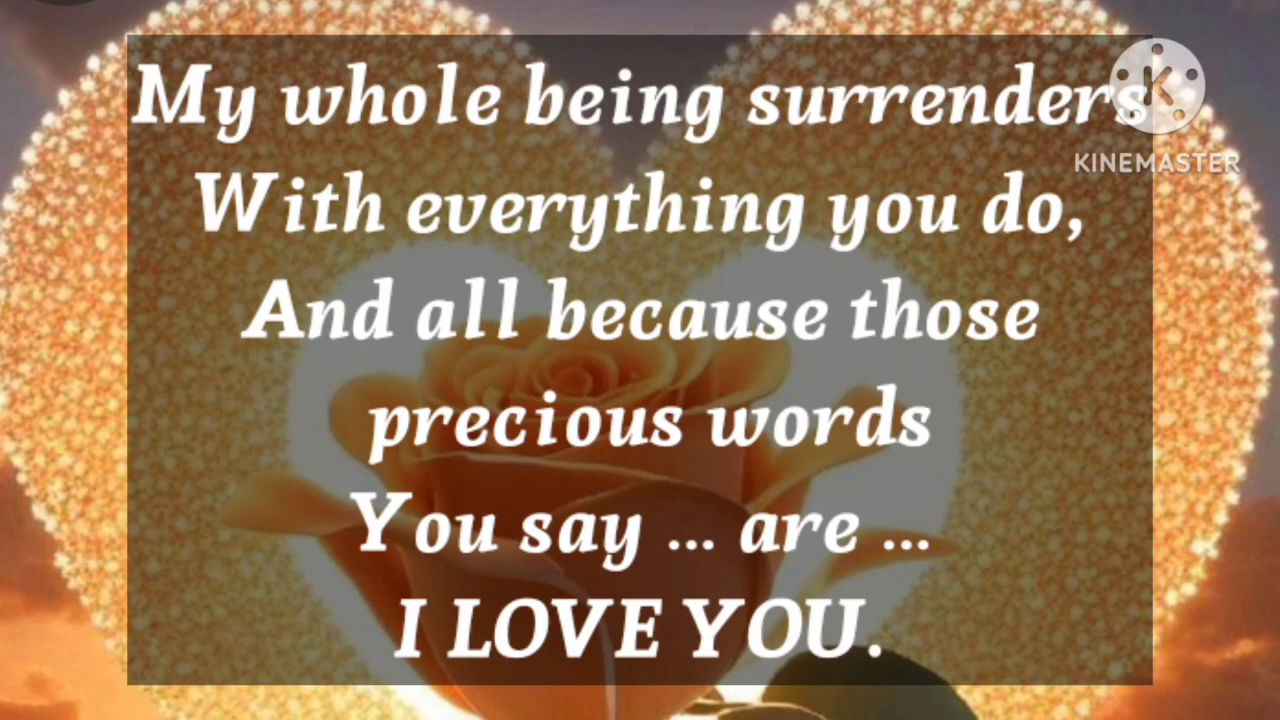 My whole being surrenders
KINEMASTER
With everything you do,
And all because those
precious words
You say ... are ...
I LOVE YOU.